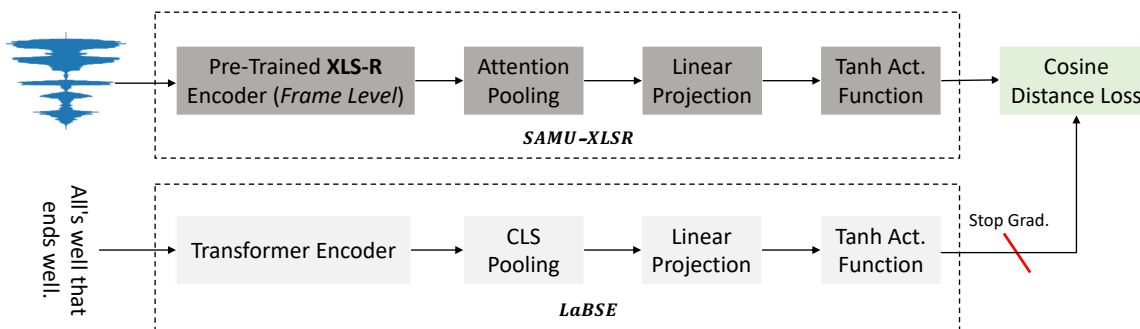 Pre-Trained XLS-R
Encoder (Frame Level)
Attention
Pooling
Linear
Projection
Tanh Act.
Function
Cosine
Distance Loss
SAMU-XLSR
All's well that
ends well.
Transformer Encoder
CLS
Pooling
Linear
Projection
Tanh Act.
Function
Stop Grad.
LaBSE